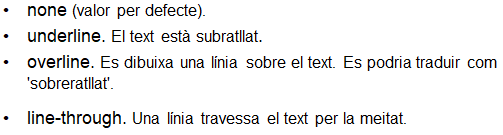 • none (valor per defecte).
• underline. El text està subratllat.
• overline. Es dibuixa una línia sobre el text. Es podria traduir com
'sobreratllat'.
• line-through. Una línia travessa el text per la meitat.